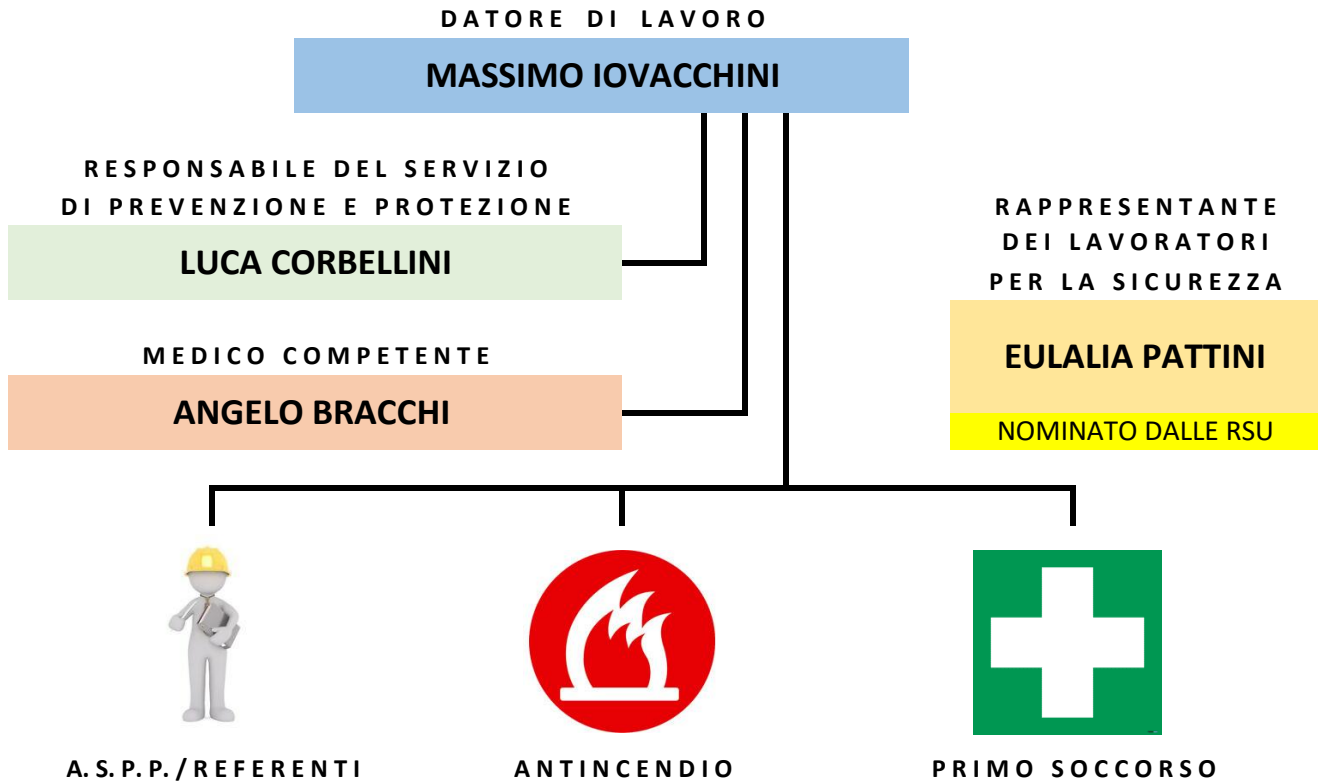 DATORE DI LAVORO
MASSIMO IOVACCHINI
RESPONSABILE DEL SERVIZIO
DI PREVENZIONE E PROTEZIONE
LUCA CORBELLINI
MEDICO COMPETENTE
ANGELO BRACCHI
RAPPRESENTANTE
DEI LAVORATORI
PER LA SICUREZZA
EULALIA PATTINI
NOMINATO DALLE RSU
A.S.P.P./REFERENTI
ANTINCENDIO
PRIMO SOCCORSO